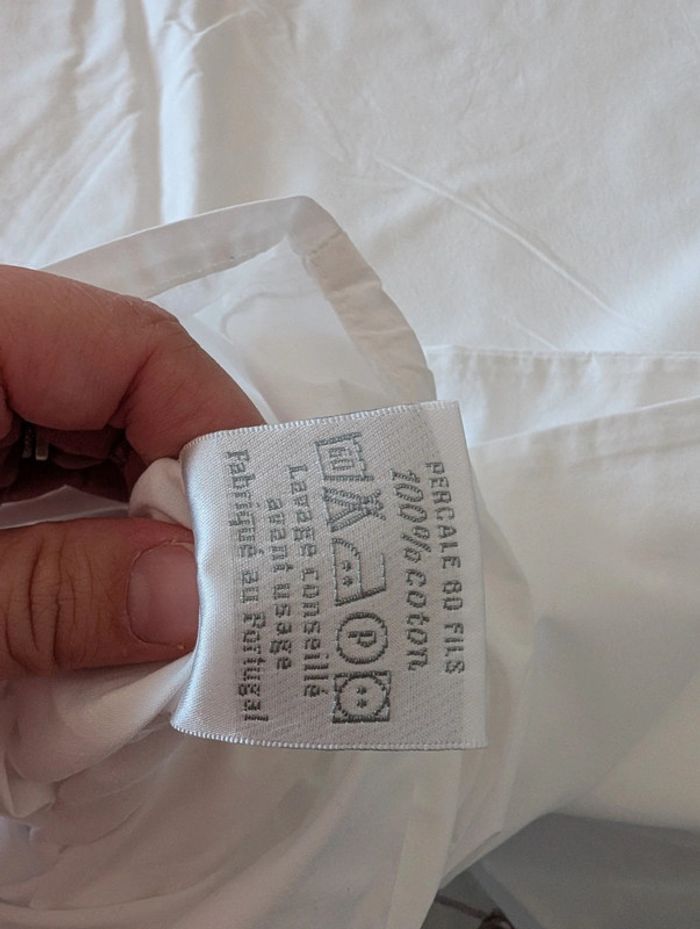 PERCALE 80 FILS
100% coton
P
Lavage conseillé
avant usage
Fabriqué au Portugal